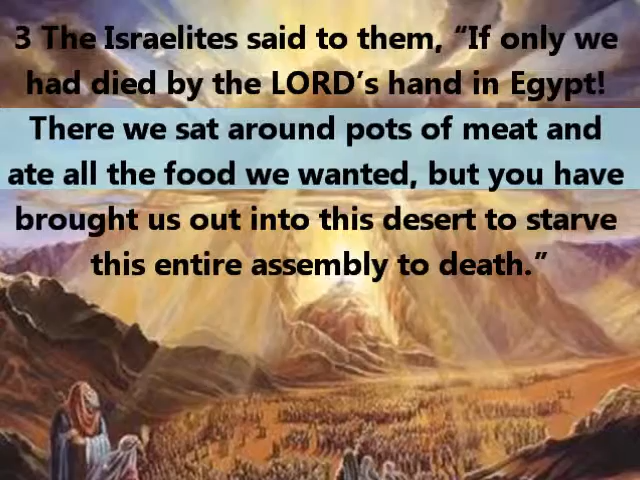 3 The Israelites said to them, “If only we
had died by the LORD’s hand in Egypt!
There we sat around pots of meat and
ate all the food we wanted, but you have
brought us out into this desert to starve
this entire assembly to death.”